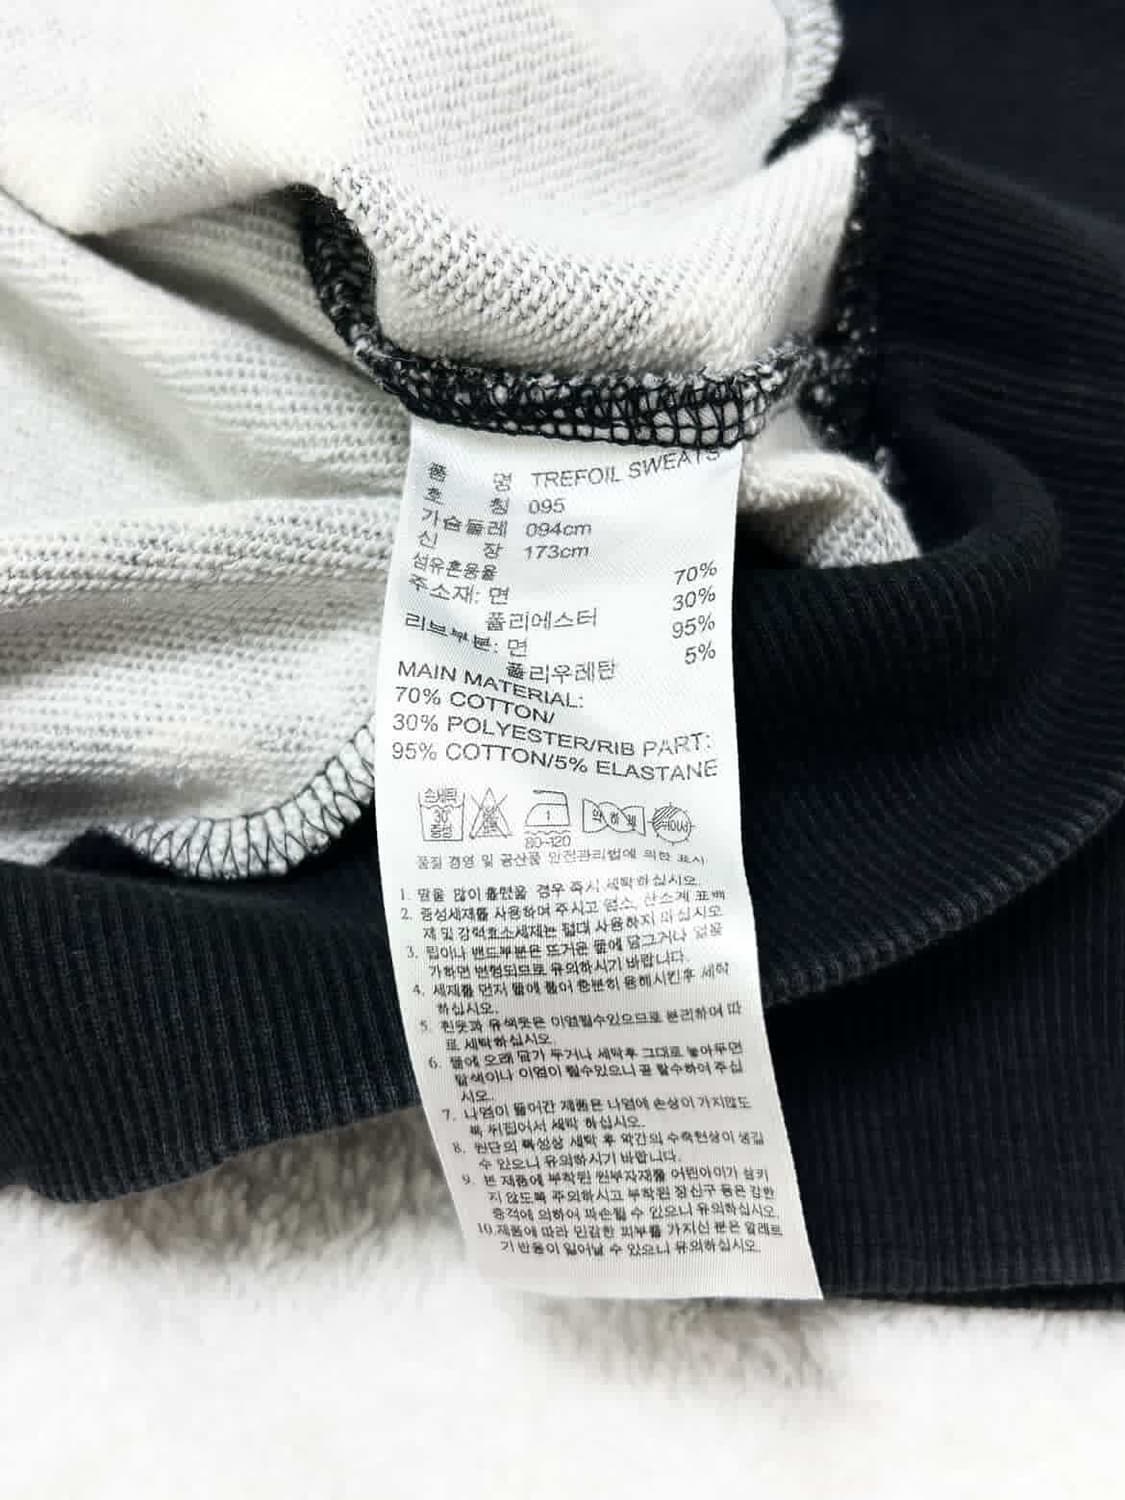 품 명 TREFOIL SWEATS
호 칭 095
가슴둘레 094cm
신 장 173cm
섬유혼용율
주소재: 면 70%
폴리에스터 30%
리브부분: 면 95%
폴리우레탄 5%
MAIN MATERIAL:
70% COTTON/
30% POLYESTER/RIB PART:
95% COTTON/5% ELASTANE
손세탁
30°
중성
1
80~120
약하게
품질 경영 및 공산품 안전관리법에 의한 표시
1. 땀을 많이 흘렸을 경우 즉시 세탁하십시오.
2. 중성세제를 사용하여 주시고 염소, 산소계 표백
제 및 강력효소세제는 절대 사용하지 마십시오
3. 립이나 밴드부분은 뜨거운 물에 담그거나 얼룩
가하면 변형되므로 유의하시기 바랍니다.
4. 세제를 먼저 물에 풀어 충분히 용해시킨후 세탁
하십시오.
5. 흰옷과 유색옷은 이염될수있으므로 분리하여 따
로 세탁하십시오.
6. 물에 오래 담가 두거나 세탁후 그대로 놓아두면
탈색이나 이염이 될수있으니 곧 탈수하여 주십
시오.
7. 나염이 들어간 제품은 나염에 손상이 가지않도
록 뒤집어서 세탁 하십시오.
8. 원단의 특성상 세탁 후 약간의 수축현상이 생길
수 있으니 유의하시기 바랍니다.
9. 본 제품에 부착된 원부자재를 어린아이가 삼키
지 않도록 주의하시고 부착된 장신구 등은 강한
충격에 의하여 파손될 수 있으니 유의하십시오.
10.제품에 따라 민감한 피부를 가지신 분은 알레르
기 반응이 일어날 수 있으니 유의하십시오.